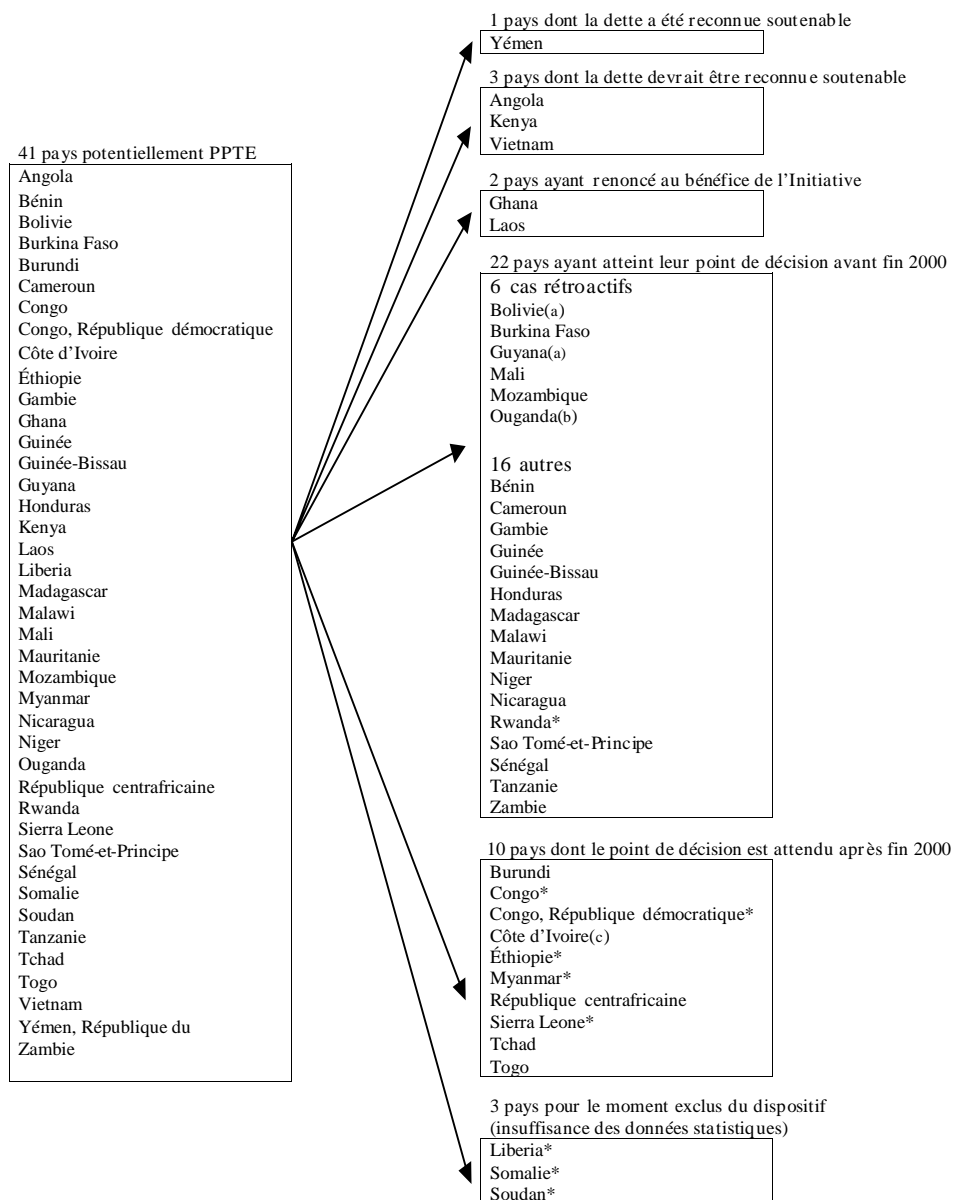 41 pays potentiellement PPTE
Angola
Bénin
Bolivie
Burkina Faso
Burundi
Cameroun
Congo
Congo, République démocratique
Côte d'Ivoire
Éthiopie
Gambie
Ghana
Guinée
Guinée-Bissau
Guyana
Honduras
Kenya
Laos
Liberia
Madagascar
Malawi
Mali
Mauritanie
Mozambique
Myanmar
Nicaragua
Niger
Ouganda
République centrafricaine
Rwanda
Sierra Leone
Sao Tomé-et-Principe
Sénégal
Somalie
Soudan
Tanzanie
Tchad
Togo
Vietnam
Yémen, République du
Zambie
1 pays dont la dette a été reconnue soutenable
Yémen
3 pays dont la dette devrait être reconnue soutenable
Angola
Kenya
Vietnam
2 pays ayant renoncé au bénéfice de l'Initiative
Ghana
Laos
22 pays ayant atteint leur point de décision avant fin 2000
6 cas rétroactifs
Bolivie(a)
Burkina Faso
Guyana(a)
Mali
Mozambique
Ouganda(b)
16 autres
Bénin
Cameroun
Gambie
Guinée
Guinée-Bissau
Honduras
Madagascar
Malawi
Mauritanie
Niger
Nicaragua
Rwanda*
Sao Tomé-et-Principe
Sénégal
Tanzanie
Zambie
10 pays dont le point de décision est attendu après fin 2000
Burundi
Congo*
Congo, République démocratique*
Côte d'Ivoire(c)
Éthiopie*
Myanmar*
République centrafricaine
Sierra Leone*
Tchad
Togo
3 pays pour le moment exclus du dispositif
(insuffisance des données statistiques)
Liberia*
Somalie*
Soudan*